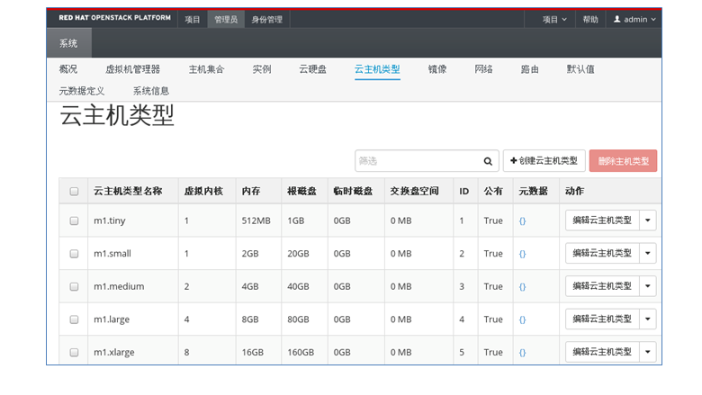 RED HAT OPENSTACK PLATFORM 项目 管理员 身份管理 项目 帮助 admin
系统
概况 虚拟机管理器 主机集合 实例 云硬盘 云主机类型 镜像 网络 路由 默认值
元数据定义 系统信息
云主机类型
筛选 创建云主机类型 删除主机类型
云主机类型名称 虚拟内核 内存 根磁盘 临时磁盘 交换盘空间 ID 公有 元数据 动作
m1.tiny 1 512MB 1GB 0GB 0 MB 1 True {} 编辑云主机类型
m1.small 1 2GB 20GB 0GB 0 MB 2 True {} 编辑云主机类型
m1.medium 2 4GB 40GB 0GB 0 MB 3 True {} 编辑云主机类型
m1.large 4 8GB 80GB 0GB 0 MB 4 True {} 编辑云主机类型
m1.xlarge 8 16GB 160GB 0GB 0 MB 5 True {} 编辑云主机类型